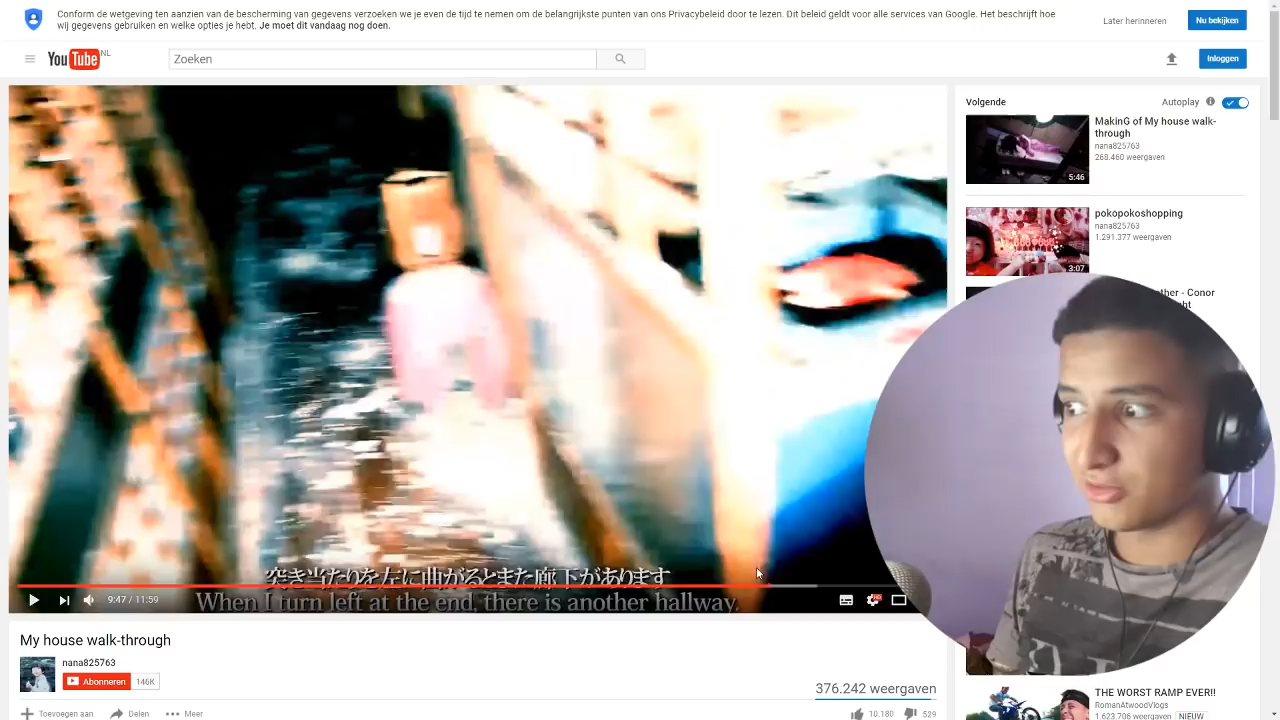 Conform de wetgeving ten aanzien van de bescherming van gegevens verzoeken we je even de tijd te nemen om de belangrijkste punten van ons Privacybeleid door te lezen. Dit beleid geldt voor alle services van Google. Het beschrijft hoe
wij gegevens gebruiken en welke opties je hebt. Je moet dit vandaag nog doen.
Later herinneren
Nu bekijken
YouTube NL
Zoeken
Inloggen
Volgende
Autoplay
MakinG of My house walk-
through
nana825763
268.460 weergaven
5:46
pokopokoshopping
nana825763
1.291.377 weergaven
3:07
- Conor
突き当たりを左に曲がるとまた廊下があります
When I turn left at the end, there is another hallway.
9:47 / 11:59
HD
My house walk-through
nana825763
Abonneren
146K
376.242 weergaven
Toevoegen aan
Delen
Meer
10.180
529
THE WORST RAMP EVER!!
RomanAtwoodVlogs
1.623.706 weergaven
NIEUW